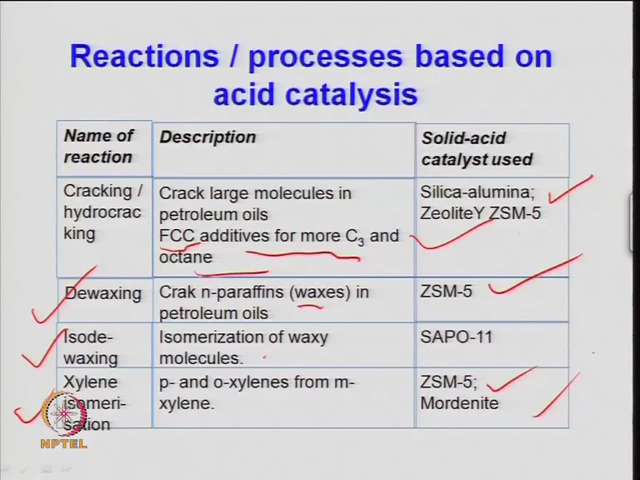 Reactions / processes based on
acid catalysis
Name of
reaction
Description
Solid-acid
catalyst used
Cracking /
hydrocrac
king
Crack large molecules in
petroleum oils
FCC additives for more C3 and
octane
Silica-alumina;
ZeoliteY ZSM-5
Dewaxing
Crak n-paraffins (waxes) in
petroleum oils
ZSM-5
Isode-
waxing
Isomerization of waxy
molecules.
SAPO-11
Xylene
isomeri-
sation
p- and o-xylenes from m-
xylene.
ZSM-5;
Mordenite
NPTEL